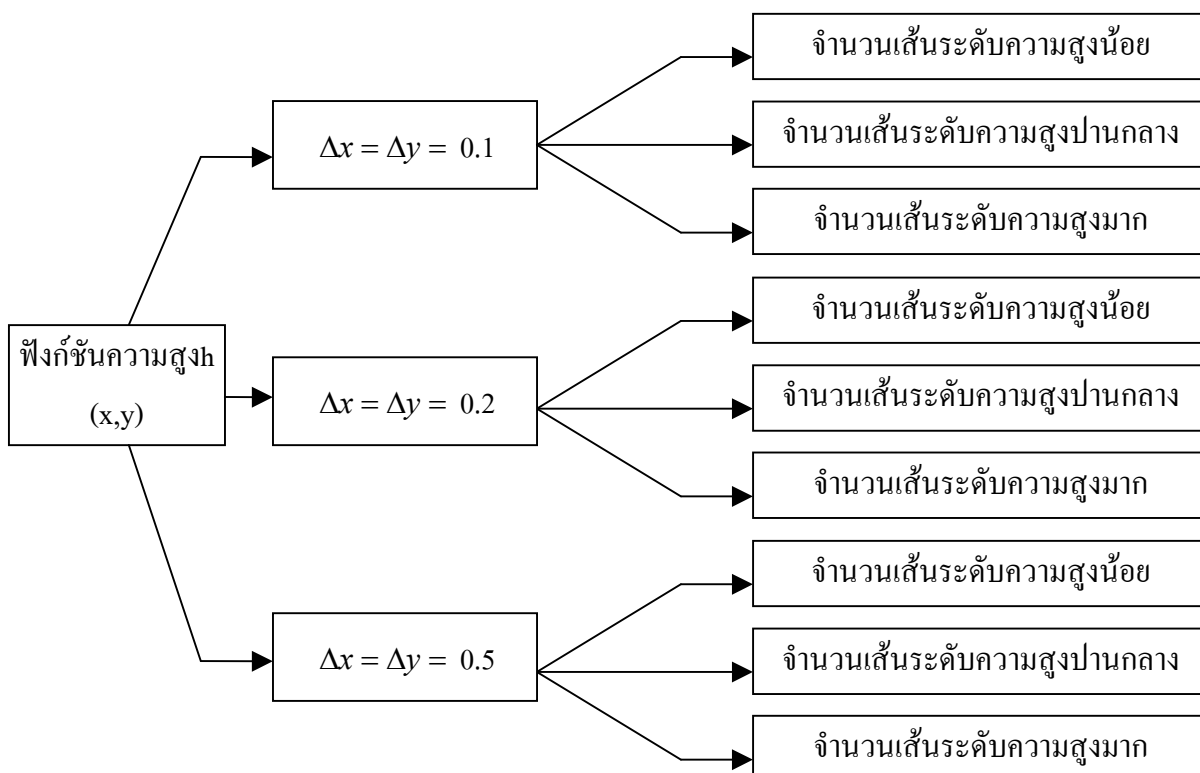 จำนวนเส้นระดับความสูงน้อย
Δx = Δy = 0.1
จำนวนเส้นระดับความสูงปานกลาง
จำนวนเส้นระดับความสูงมาก
ฟังก์ชันความสูงh
(x,y)
จำนวนเส้นระดับความสูงน้อย
Δx = Δy = 0.2
จำนวนเส้นระดับความสูงปานกลาง
จำนวนเส้นระดับความสูงมาก
จำนวนเส้นระดับความสูงน้อย
Δx = Δy = 0.5
จำนวนเส้นระดับความสูงปานกลาง
จำนวนเส้นระดับความสูงมาก